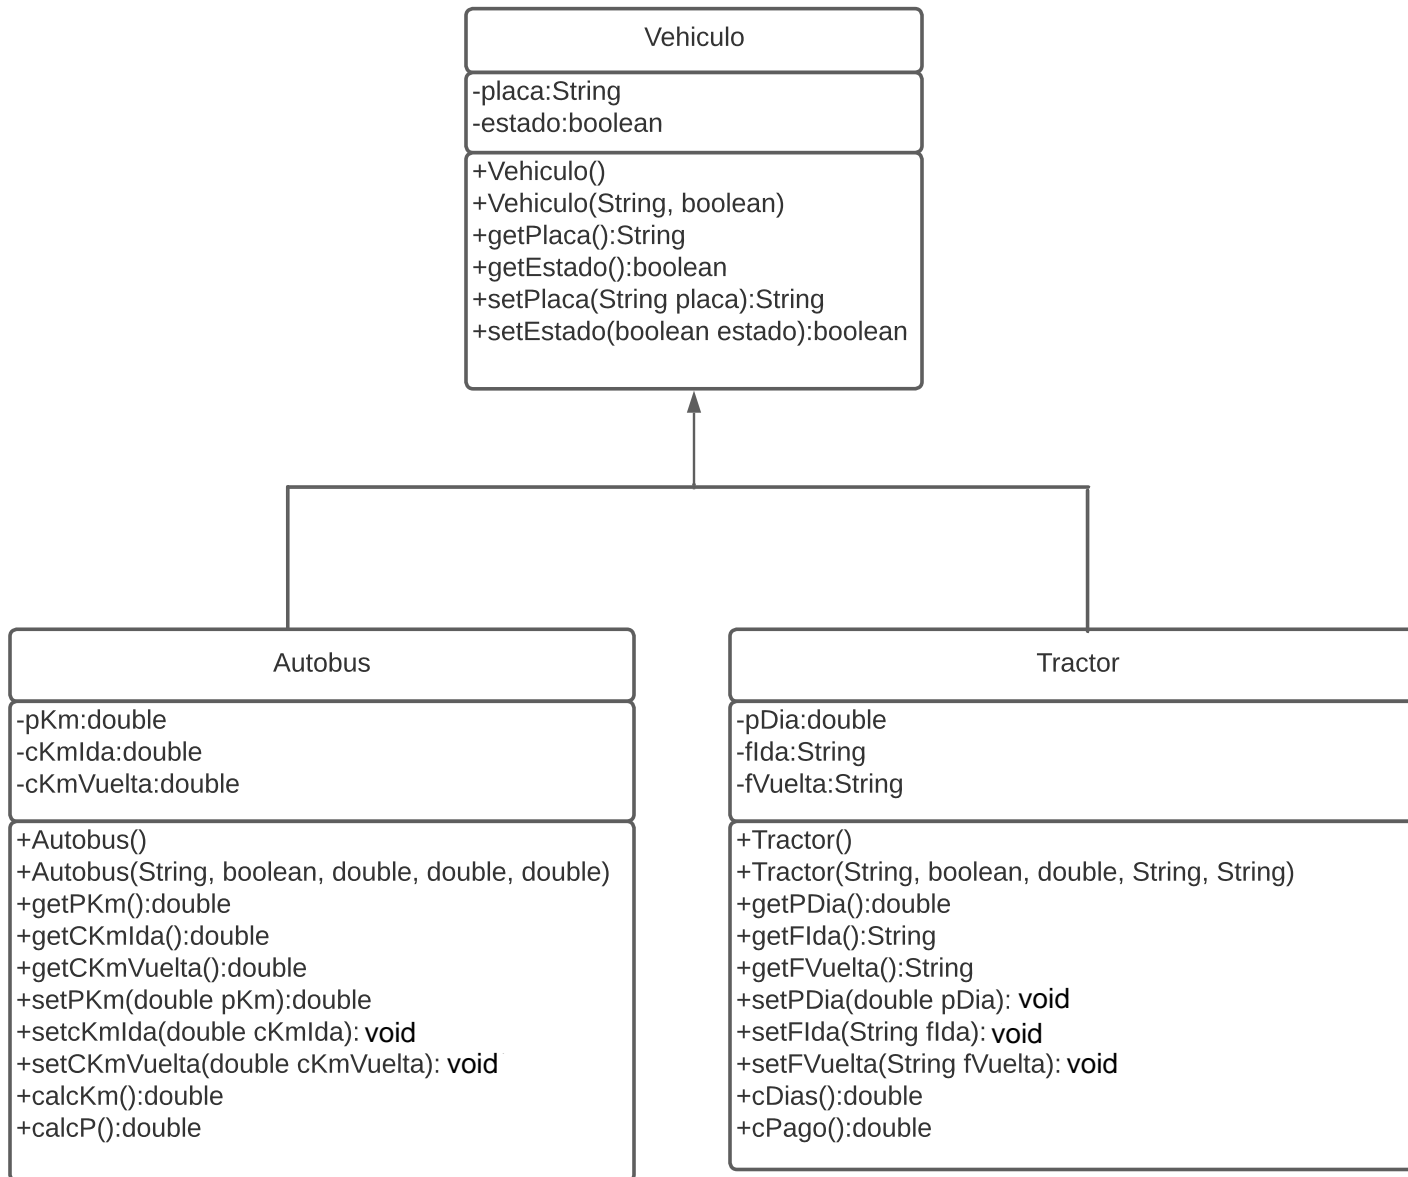 Vehiculo
-placa:String
-estado:boolean
+Vehiculo()
+Vehiculo(String, boolean)
+getPlaca():String
+getEstado():boolean
+setPlaca(String placa):String
+setEstado(boolean estado):boolean
Autobus
-pKm:double
-cKmIda:double
-cKmVuelta:double
+Autobus()
+Autobus(String, boolean, double, double, double)
+getPKm():double
+getCKmIda():double
+getCKmVuelta():double
+setPKm(double pKm):double
+setcKmIda(double cKmIda): void
+setCKmVuelta(double cKmVuelta): void
+calcKm():double
+calcP():double
Tractor
-pDia:double
-fIda:String
-fVuelta:String
+Tractor()
+Tractor(String, boolean, double, String, String)
+getPDia():double
+getFIda():String
+getFVuelta():String
+setPDia(double pDia): void
+setFIda(String fIda): void
+setFVuelta(String fVuelta): void
+cDias():double
+cPago():double